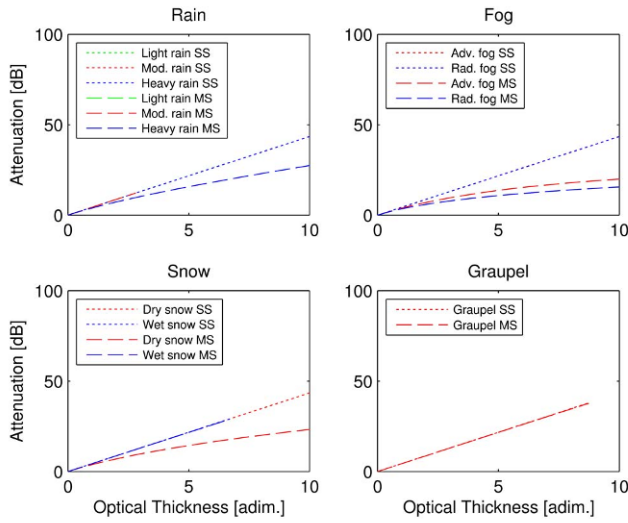 Rain
100
50
0
Attenuation [dB]
Light rain SS
Mod. rain SS
Heavy rain SS
Light rain MS
Mod. rain MS
Heavy rain MS
0 5 10
Fog
100
50
0
Adv. fog SS
Rad. fog SS
Adv. fog MS
Rad. fog MS
0 5 10
Snow
100
50
0
Attenuation [dB]
Dry snow SS
Wet snow SS
Dry snow MS
Wet snow MS
0 5 10
Optical Thickness [adim.]
Graupel
100
50
0
Graupel SS
Graupel MS
0 5 10
Optical Thickness [adim.]